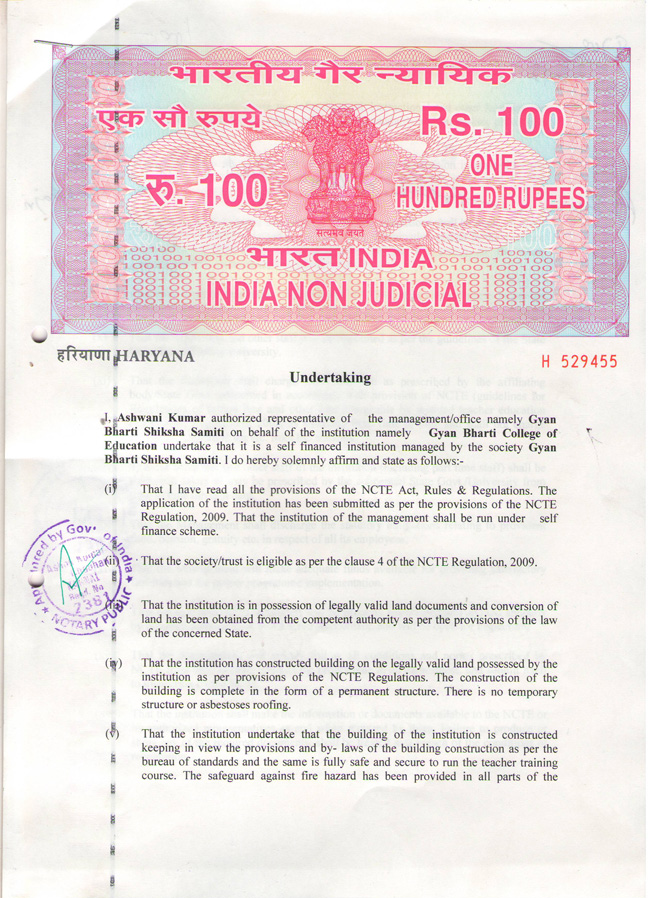 भारतीय गैर न्यायिक
एक सौ रुपये
Rs. 100
रु. 100
ONE
HUNDRED RUPEES
सत्यमेव जयते
भारत INDIA
INDIA NON JUDICIAL
हरियाणा HARYANA
H 529455
Undertaking
I, Ashwani Kumar authorized representative of the management/office namely Gyan
Bharti Shiksha Samiti on behalf of the institution namely Gyan Bharti College of
Education undertake that it is a self financed institution managed by the society Gyan
Bharti Shiksha Samiti. I do hereby solemnly affirm and state as follows:-
(i) That I have read all the provisions of the NCTE Act, Rules & Regulations. The
application of the institution has been submitted as per the provisions of the NCTE
Regulation, 2009. That the institution of the management shall be run under self
finance scheme.
(ii) That the society/trust is eligible as per the clause 4 of the NCTE Regulation, 2009.
(iii) That the institution is in possession of legally valid land documents and conversion of
land has been obtained from the competent authority as per the provisions of the law
of the concerned State.
(iv) That the institution has constructed building on the legally valid land possessed by the
institution as per provisions of the NCTE Regulations. The construction of the
building is complete in the form of a permanent structure. There is no temporary
structure or asbestoses roofing.
(v) That the institution undertake that the building of the institution is constructed
keeping in view the provisions and by- laws of the building construction as per the
bureau of standards and the same is fully safe and secure to run the teacher training
course. The safeguard against fire hazard has been provided in all parts of the
by Gov. of India
2381
NOTARY PUBLIC